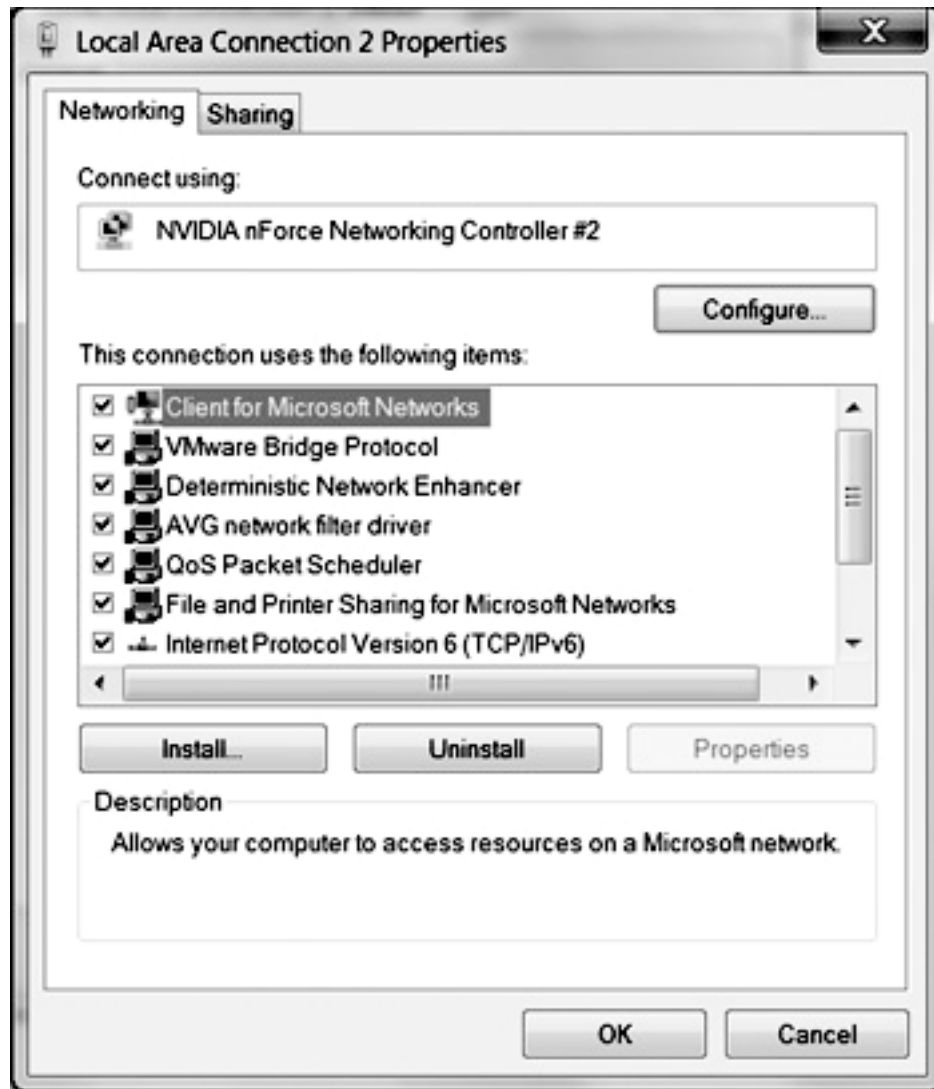 Local Area Connection 2 Properties
Networking Sharing
Connect using:
NVIDIA nForce Networking Controller #2
Configure...
This connection uses the following items:
Client for Microsoft Networks
VMware Bridge Protocol
Deterministic Network Enhancer
AVG network filter driver
QoS Packet Scheduler
File and Printer Sharing for Microsoft Networks
Internet Protocol Version 6 (TCP/IPv6)
Install... Uninstall Properties
Description
Allows your computer to access resources on a Microsoft network.
OK Cancel